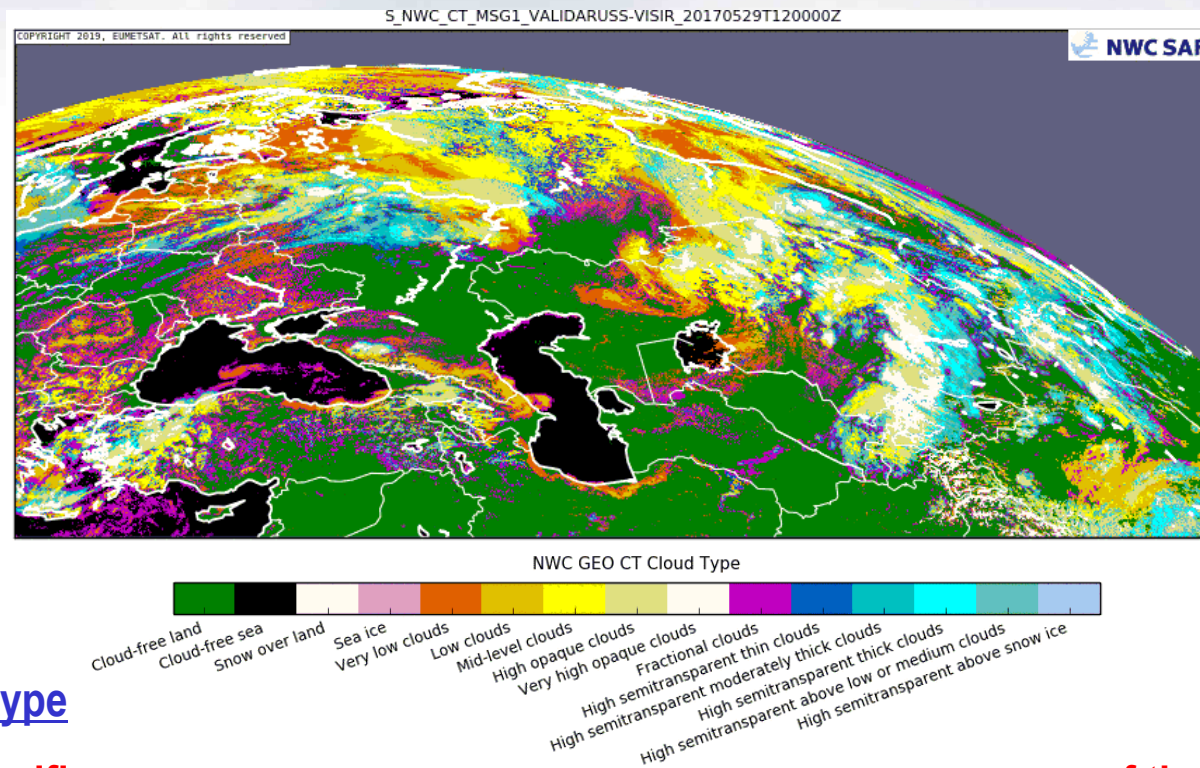 S_NWC_CT_MSG1_VALIDARUSS-VISIR_20170529T120000Z
COPYRIGHT 2019, EUMETSAT. All rights reserved
NWC SAF
NWC GEO CT Cloud Type
Cloud-free land
Cloud-free sea
Snow over land
Sea ice
Very low clouds
Low clouds
Mid-level clouds
High opaque clouds
Very high opaque clouds
Fractional clouds
High semitransparent thin clouds
High semitransparent moderately thick clouds
High semitransparent thick clouds
High semitransparent above low or medium clouds
High semitransparent above snow ice
ype